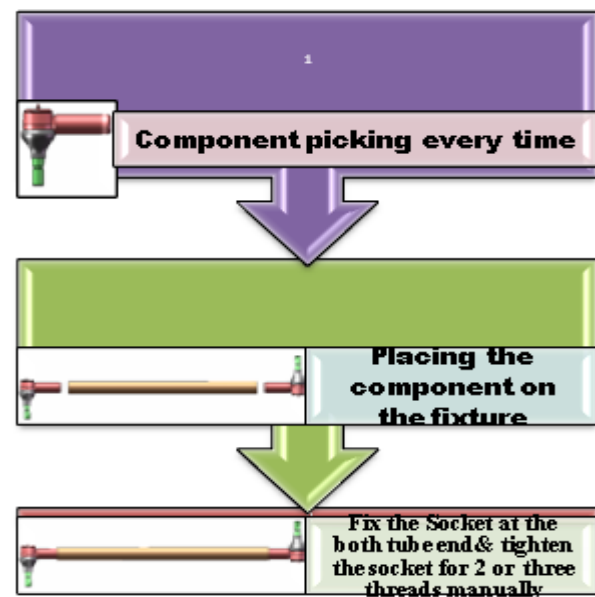 1
Component picking every time
Placing the
component on
the fixture
Fix the Socket at the
both tube end & tighten
the socket for 2 or three
threads manually